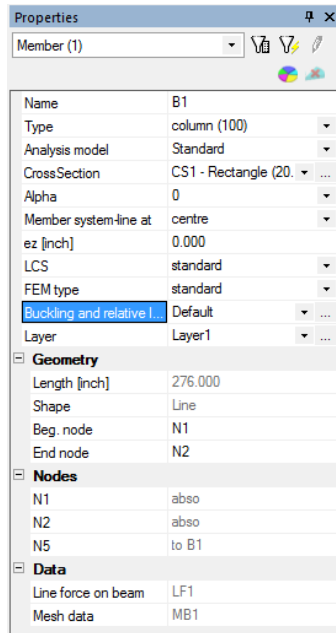 Properties
Member (1)
Name B1
Type column (100)
Analysis model Standard
CrossSection CS1 - Rectangle (20. ...
Alpha 0
Member system-line at centre
ez [inch] 0.000
LCS standard
FEM type standard
Buckling and relative l... Default ...
Layer Layer1 ...
Geometry
Length [inch] 276.000
Shape Line
Beg. node N1
End node N2
Nodes
N1 abso
N2 abso
N5 to B1
Data
Line force on beam LF1
Mesh data MB1